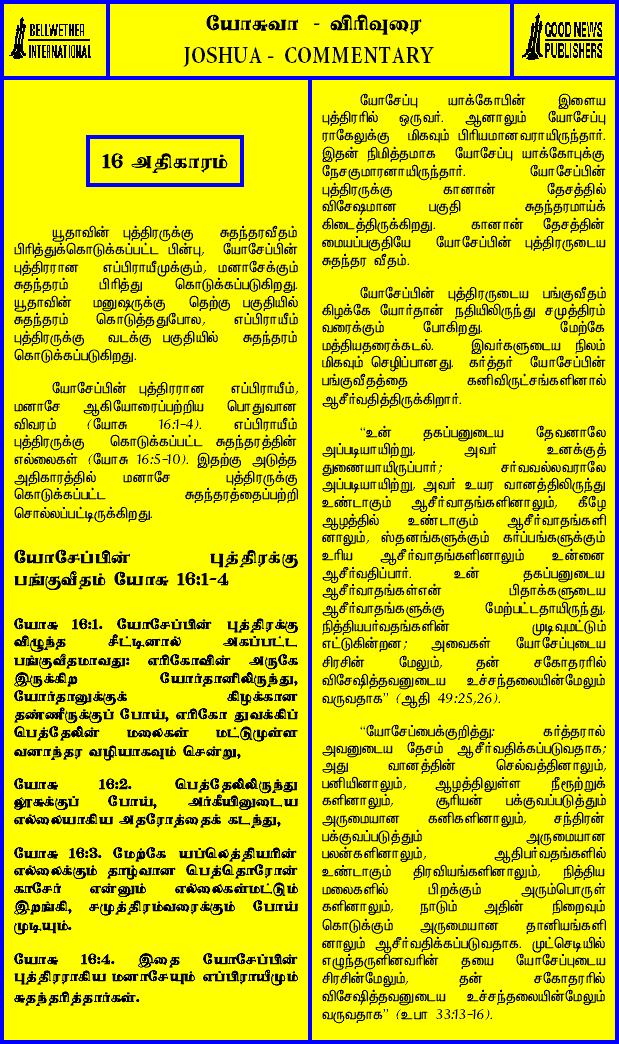 BELLWETHER
INTERNATIONAL
யோசுவா - விரிவுரை
JOSHUA - COMMENTARY
GOOD NEWS
PUBLISHERS
16 அதிகாரம்
யூதாவின் புத்திரருக்கு சுதந்தரவீதம்
பிரித்துக்கொடுக்கப்பட்ட பின்பு, யோசேப்பின்
புத்திரரான எப்பிராயீமுக்கும், மனாசேக்கும்
சுதந்தரம் பிரித்து கொடுக்கப்படுகிறது.
யூதாவின் மனுஷருக்கு தெற்கு பகுதியில்
சுதந்தரம் கொடுத்ததுபோல, எப்பிராயீம்
புத்திரருக்கு வடக்கு பகுதியில் சுதந்தரம்
கொடுக்கப்படுகிறது.
யோசேப்பின் புத்திரரான எப்பிராயீம்,
மனாசே ஆகியோரைப்பற்றிய பொதுவான
விவரம் (யோசு 16:1-4). எப்பிராயீம்
புத்திரருக்கு கொடுக்கப்பட்ட சுதந்தரத்தின்
எல்லைகள் (யோசு 16:5-10). இதற்கு அடுத்த
அதிகாரத்தில் மனாசே புத்திரருக்கு
கொடுக்கப்பட்ட சுதந்தரத்தைப்பற்றி
சொல்லப்பட்டிருக்கிறது.
யோசேப்பின் புத்திரக்கு
பங்குவீதம் யோசு 16:1-4
யோசு 16:1. யோசேப்பின் புத்திரக்கு
விழுந்த சீட்டினால் அகப்பட்ட
பங்குவீதமாவது: எரிகோவின் அருகே
இருக்கிற யோர்தானிலிருந்து,
யோர்தானுக்குக் கிழக்கான
தண்ணீருக்குப் போய், எரிகோ துவக்கிப்
பெத்தேலின் மலைகள் மட்டுமுள்ள
வனாந்தர வழியாகவும் சென்று,
யோசு 16:2. பெத்தேலிலிருந்து
லூசுக்குப் போய், அர்கீயினுடைய
எல்லையாகிய அதரோத்தைக் கடந்து,
யோசு 16:3. மேற்கே யப்லெத்தியரின்
எல்லைக்கும் தாழ்வான பெத்தொரோன்
காசேர் என்னும் எல்லைகள்மட்டும்
இறங்கி, சமுத்திரம்வரைக்கும் போய்
முடியும்.
யோசு 16:4. இதை யோசேப்பின்
புத்திரராகிய மனாசேயும் எப்பிராயீமும்
சுதந்தரித்தார்கள்.
யோசேப்பு யாக்கோபின் இளைய
புத்திரரில் ஒருவர். ஆனாலும் யோசேப்பு
ராகேலுக்கு மிகவும் பிரியமானவராயிருந்தார்.
இதன் நிமித்தமாக யோசேப்பு யாக்கோபுக்கு
நேசகுமாரனாயிருந்தார். யோசேப்பின்
புத்திரருக்கு கானான் தேசத்தில்
விசேஷமான பகுதி சுதந்தரமாய்க்
கிடைத்திருக்கிறது. கானான் தேசத்தின்
மையப்பகுதியே யோசேப்பின் புத்திரருடைய
சுதந்தர வீதம்.
யோசேப்பின் புத்திரருடைய பங்குவீதம்
கிழக்கே யோர்தான் நதியிலிருந்து சமுத்திரம்
வரைக்கும் போகிறது. மேற்கே
மத்தியதரைக்கடல். இவர்களுடைய நிலம்
மிகவும் செழிப்பானது. கர்த்தர் யோசேப்பின்
பங்குவீதத்தை கனிவிருட்சங்களினால்
ஆசீர்வதித்திருக்கிறார்.
“உன் தகப்பனுடைய தேவனாலே
அப்படியாயிற்று, அவர் உனக்குத்
துணையாயிருப்பார்; சர்வவல்லவராலே
அப்படியாயிற்று, அவர் உயர வானத்திலிருந்து
உண்டாகும் ஆசீர்வாதங்களினாலும், கீழே
ஆழத்தில் உண்டாகும் ஆசீர்வாதங்களி
னாலும், ஸ்தனங்களுக்கும் கர்ப்பங்களுக்கும்
உரிய ஆசீர்வாதங்களினாலும் உன்னை
ஆசீர்வதிப்பார். உன் தகப்பனுடைய
ஆசீர்வாதங்கள்என் பிதாக்களுடைய
ஆசீர்வாதங்களுக்கு மேற்பட்டதாயிருந்து,
நித்தியபர்வதங்களின் முடிவுமட்டும்
எட்டுகின்றன; அவைகள் யோசேப்புடைய
சிரசின் மேலும், தன் சகோதரரில்
விசேஷித்தவனுடைய உச்சந்தலையின்மேலும்
வருவதாக” (ஆதி 49:25,26).
“யோசேப்பைக்குறித்து: கர்த்தரால்
அவனுடைய தேசம் ஆசீர்வதிக்கப்படுவதாக;
அது வானத்தின் செல்வத்தினாலும்,
பனியினாலும், ஆழத்திலுள்ள நீரூற்றுக்
களினாலும், சூரியன் பக்குவப்படுத்தும்
அருமையான கனிகளினாலும், சந்திரன்
பக்குவப்படுத்தும் அருமையான
பலன்களினாலும், ஆதிபர்வதங்களில்
உண்டாகும் திரவியங்களினாலும், நித்திய
மலைகளில் பிறக்கும் அரும்பொருள்
களினாலும், நாடும் அதின் நிறைவும்
கொடுக்கும் அருமையான தானியங்களி
னாலும் ஆசீர்வதிக்கப்படுவதாக. முட்செடியில்
எழுந்தருளினவரின் தயை யோசேப்புடைய
சிரசின்மேலும், தன் சகோதரரில்
விசேஷித்தவனுடைய உச்சந்தலையின்மேலும்
வருவதாக” (உபா 33:13-16).